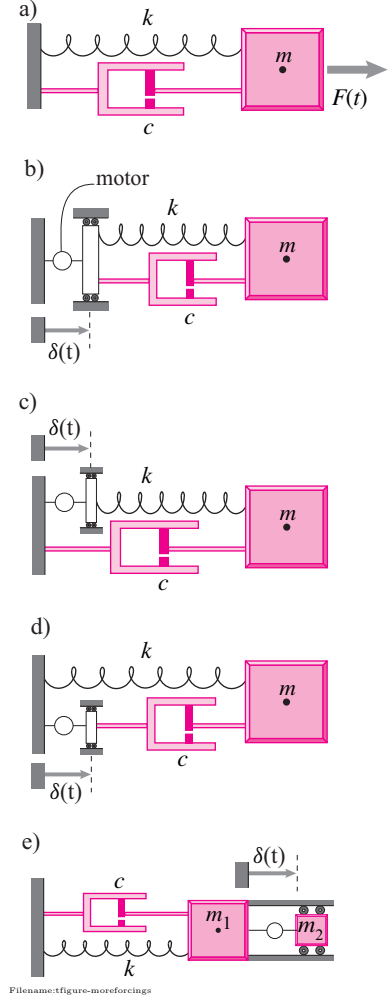 a)
k
m
F(t)
c
b)
motor
k
m
c
δ(t)
c)
δ(t)
k
m
c
d)
k
m
c
δ(t)
e)
δ(t)
c
m1
m2
k
Filename:tfigure-moreforcings